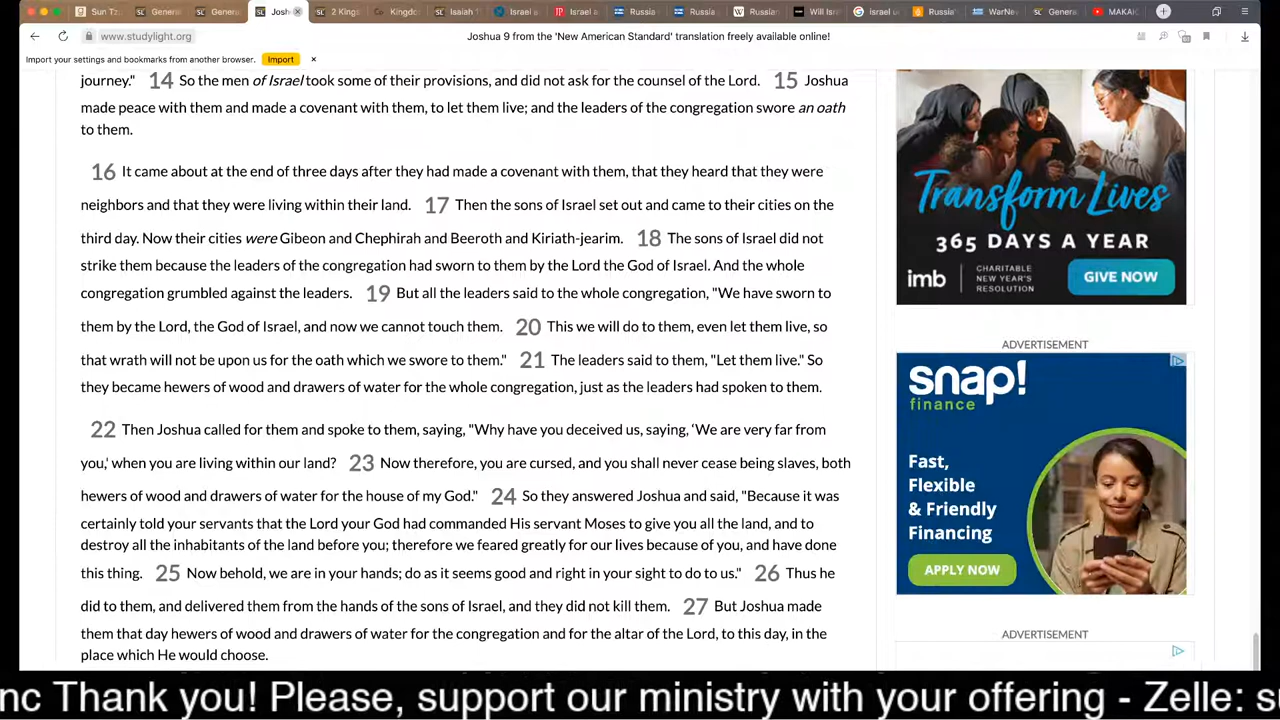 Sun Tz
Genera
Genera
Joshu
2 King
Kingdo
Isaiah 1
Israel a
Israel a
Russia
Russia
Russian
Will Isr
israel u
Russia'
WarNe
Genera
MAKAI
www.studylight.org
Joshua 9 from the 'New American Standard' translation freely available online!
Import your settings and bookmarks from another browser. Import
journey." 14 So the men of Israel took some of their provisions, and did not ask for the counsel of the Lord. 15 Joshua
made peace with them and made a covenant with them, to let them live; and the leaders of the congregation swore an oath
to them.
16 It came about at the end of three days after they had made a covenant with them, that they heard that they were
neighbors and that they were living within their land. 17 Then the sons of Israel set out and came to their cities on the
third day. Now their cities were Gibeon and Chephirah and Beeroth and Kiriath-jearim. 18 The sons of Israel did not
strike them because the leaders of the congregation had sworn to them by the Lord the God of Israel. And the whole
congregation grumbled against the leaders. 19 But all the leaders said to the whole congregation, "We have sworn to
them by the Lord, the God of Israel, and now we cannot touch them. 20 This we will do to them, even let them live, so
that wrath will not be upon us for the oath which we swore to them." 21 The leaders said to them, "Let them live." So
they became hewers of wood and drawers of water for the whole congregation, just as the leaders had spoken to them.
22 Then Joshua called for them and spoke to them, saying, "Why have you deceived us, saying, ‘We are very far from
you,' when you are living within our land? 23 Now therefore, you are cursed, and you shall never cease being slaves, both
hewers of wood and drawers of water for the house of my God." 24 So they answered Joshua and said, "Because it was
certainly told your servants that the Lord your God had commanded His servant Moses to give you all the land, and to
destroy all the inhabitants of the land before you; therefore we feared greatly for our lives because of you, and have done
this thing. 25 Now behold, we are in your hands; do as it seems good and right in your sight to do to us." 26 Thus he
did to them, and delivered them from the hands of the sons of Israel, and they did not kill them. 27 But Joshua made
them that day hewers of wood and drawers of water for the congregation and for the altar of the Lord, to this day, in the
place which He would choose.
Transform Lives
365 DAYS A YEAR
imb
CHARITABLE
NEW YEAR'S
RESOLUTION
GIVE NOW
ADVERTISEMENT
snap!
finance
Fast,
Flexible
& Friendly
Financing
APPLY NOW
ADVERTISEMENT
nc Thank you! Please, support our ministry with your offering - Zelle: s